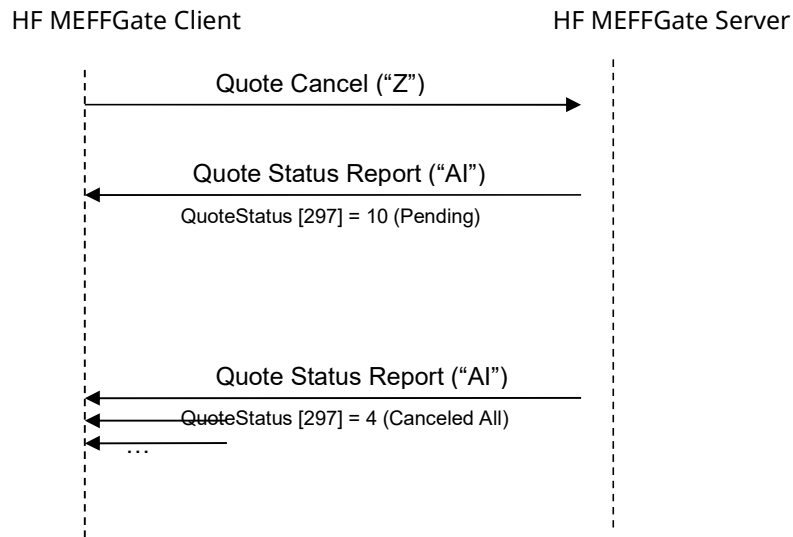 HF MEFFGate Client
HF MEFFGate Server
Quote Cancel (“Z”)
Quote Status Report (“AI”)
QuoteStatus [297] = 10 (Pending)
Quote Status Report (“AI”)
QuoteStatus [297] = 4 (Canceled All)
…